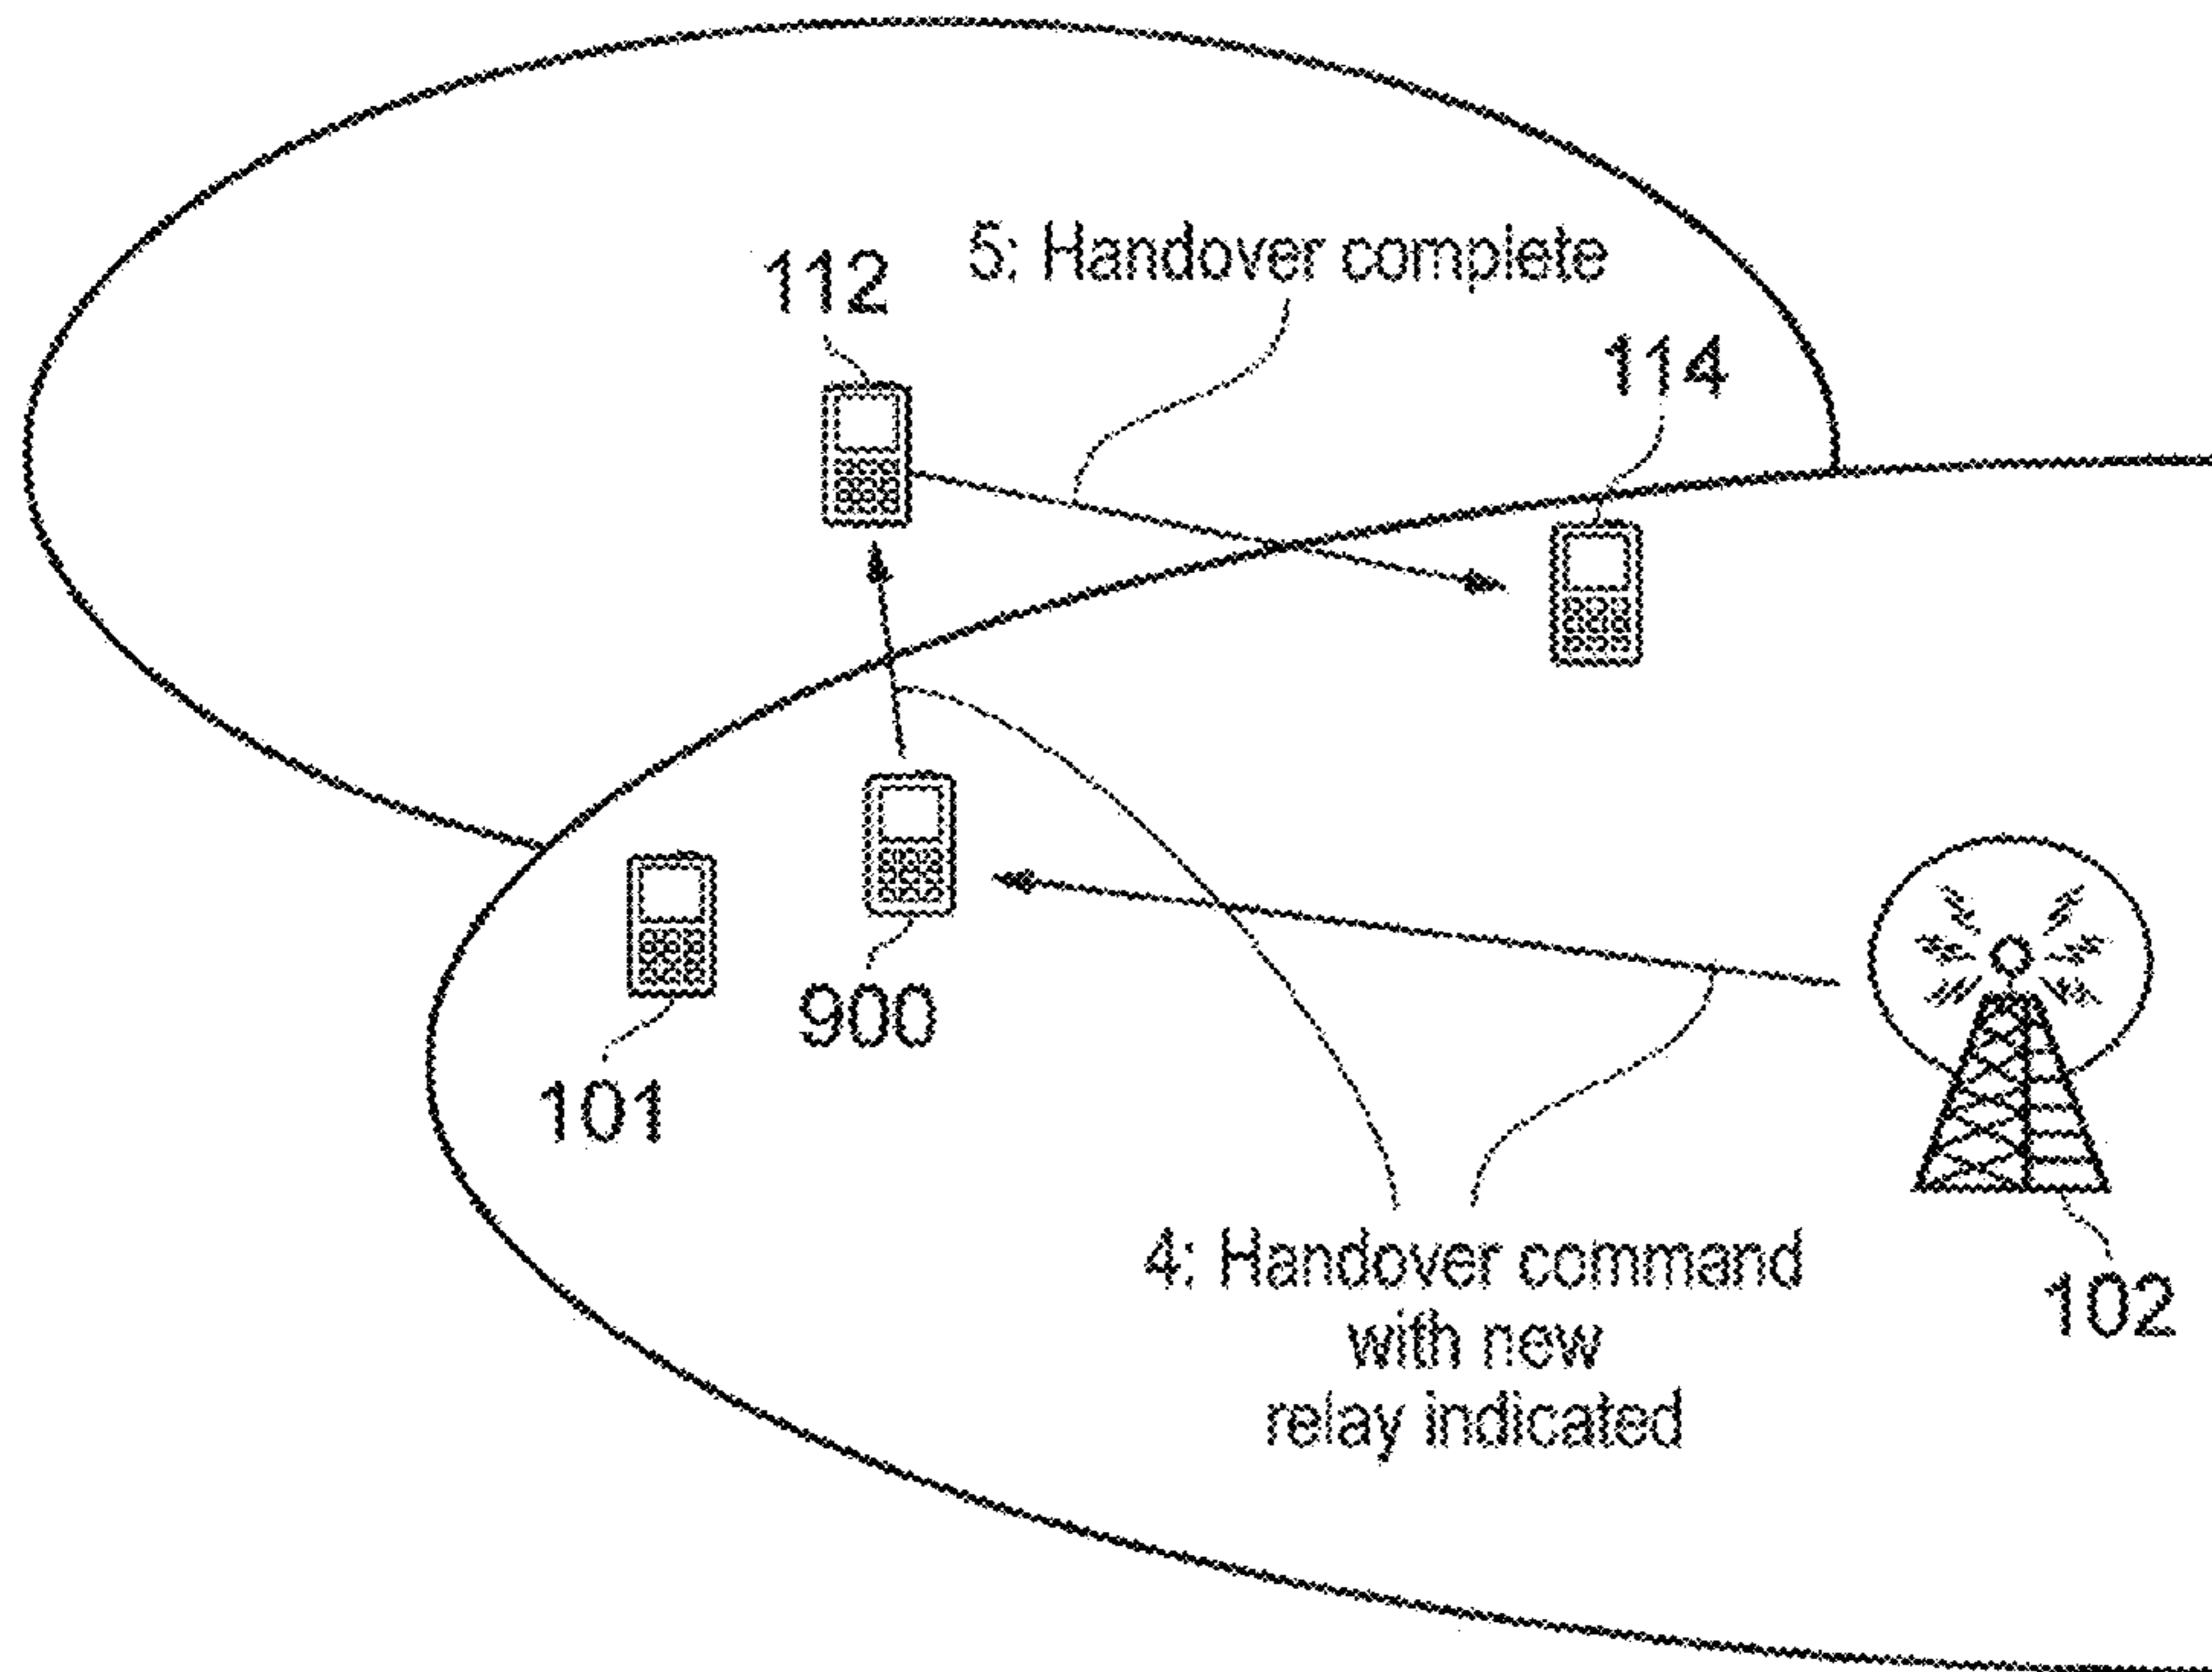 5: Handover complete
112
114
900
101
4: Handover command
with new
relay indicated
102